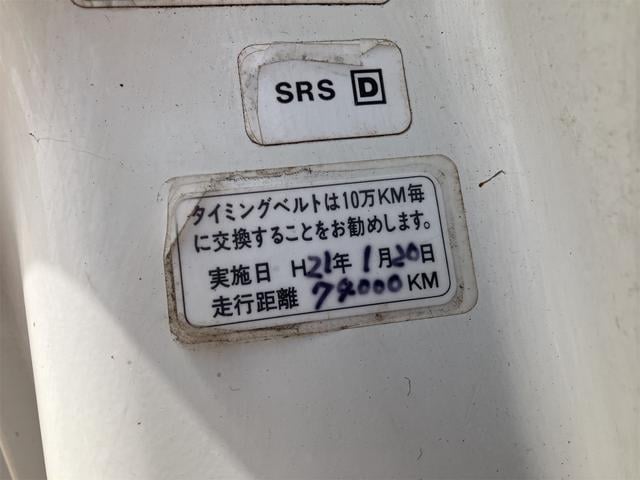 SRS D
タイミングベルトは10万KM毎
に交換することをお勧めします。
実施日 H21年 1月20日
走行距離 79000KM